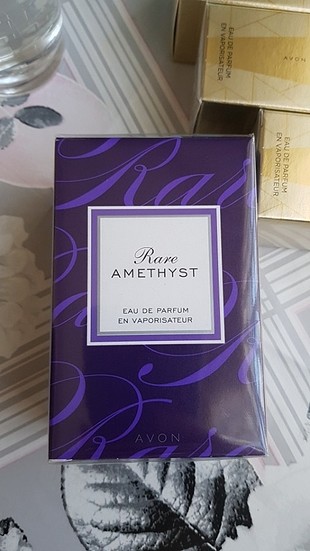 EAU DE PARFUM
EN VAPORISATEUR
AVON
EAU DE PARFUM
EN VAPORISATEUR
Rare
AMETHYST
EAU DE PARFUM
EN VAPORISATEUR
AVON